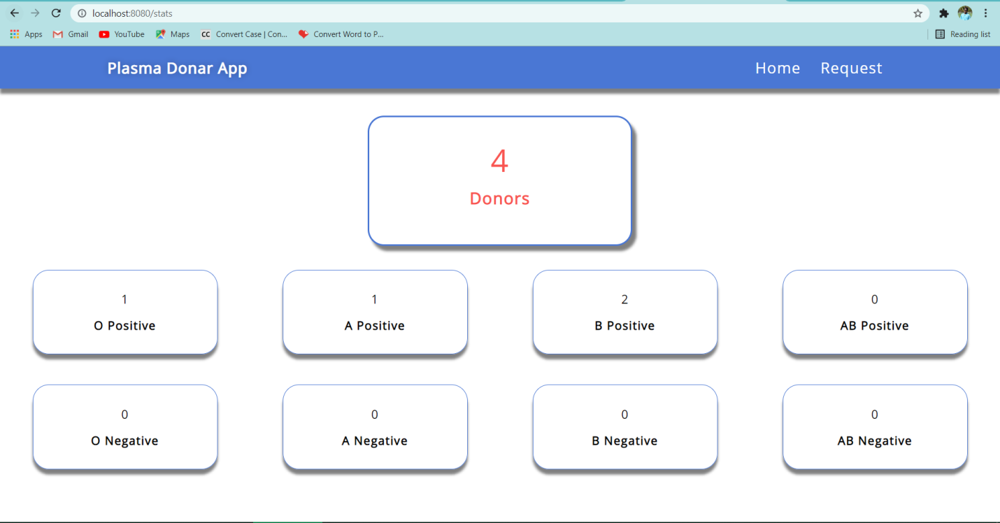 localhost:8080/stats
Apps Gmail YouTube Maps CC Convert Case | Con... Convert Word to P... Reading list
Plasma Donar App Home Request
4
Donors
1 1 2 0
O Positive A Positive B Positive AB Positive
0 0 0 0
O Negative A Negative B Negative AB Negative